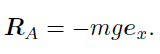 𝑹_A = −mge_x.